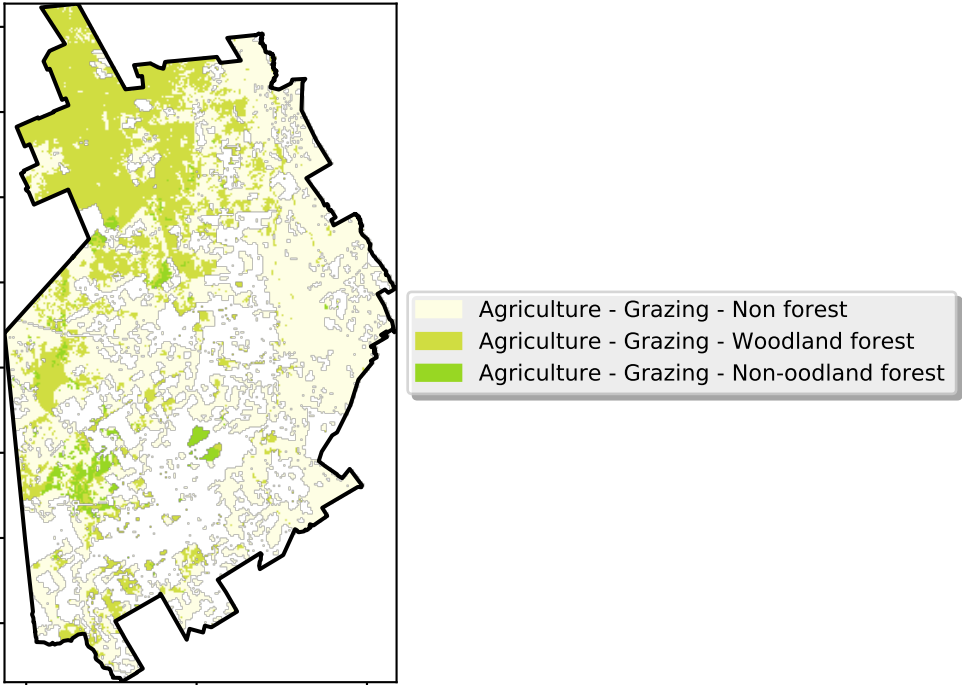 Agriculture - Grazing - Non forest
Agriculture - Grazing - Woodland forest
Agriculture - Grazing - Non-oodland forest